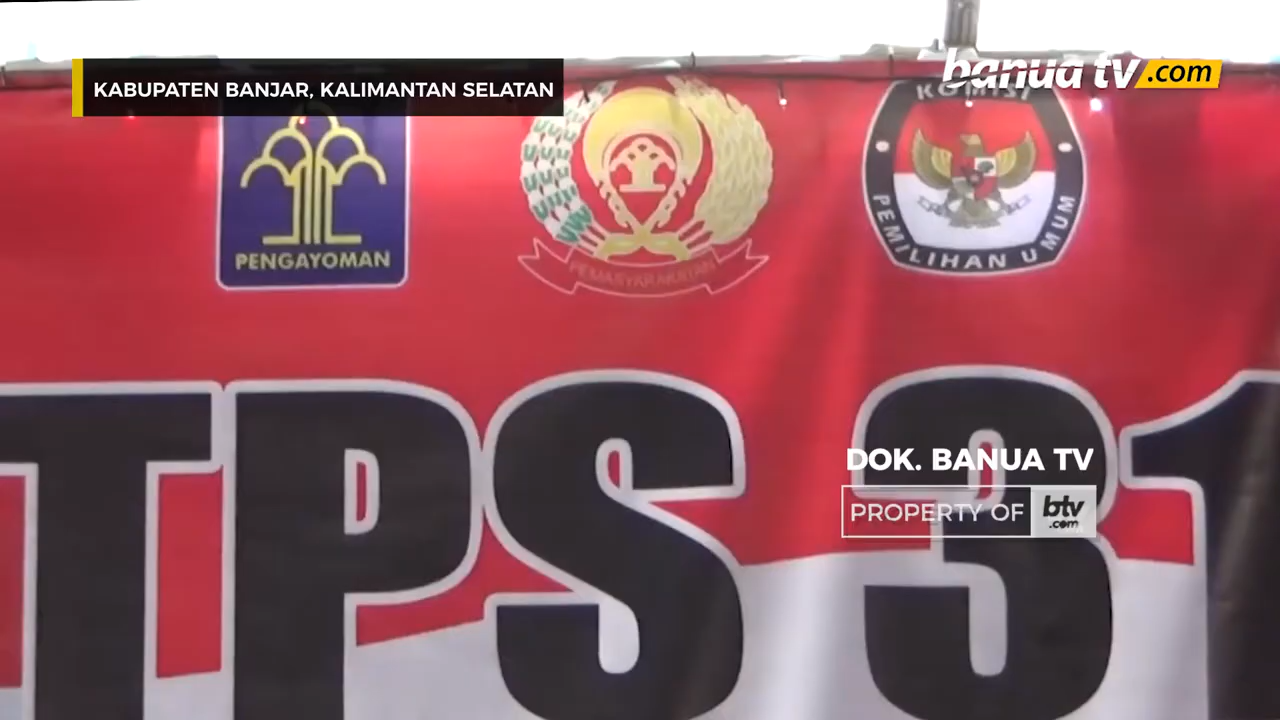 banua tv .com
KABUPATEN BANJAR, KALIMANTAN SELATAN
PENGAYOMAN
PEMASYARAKATAN
KOMISI
PEMILIHAN UMUM
TPS 31
DOK. BANUA TV
PROPERTY OF btv .com